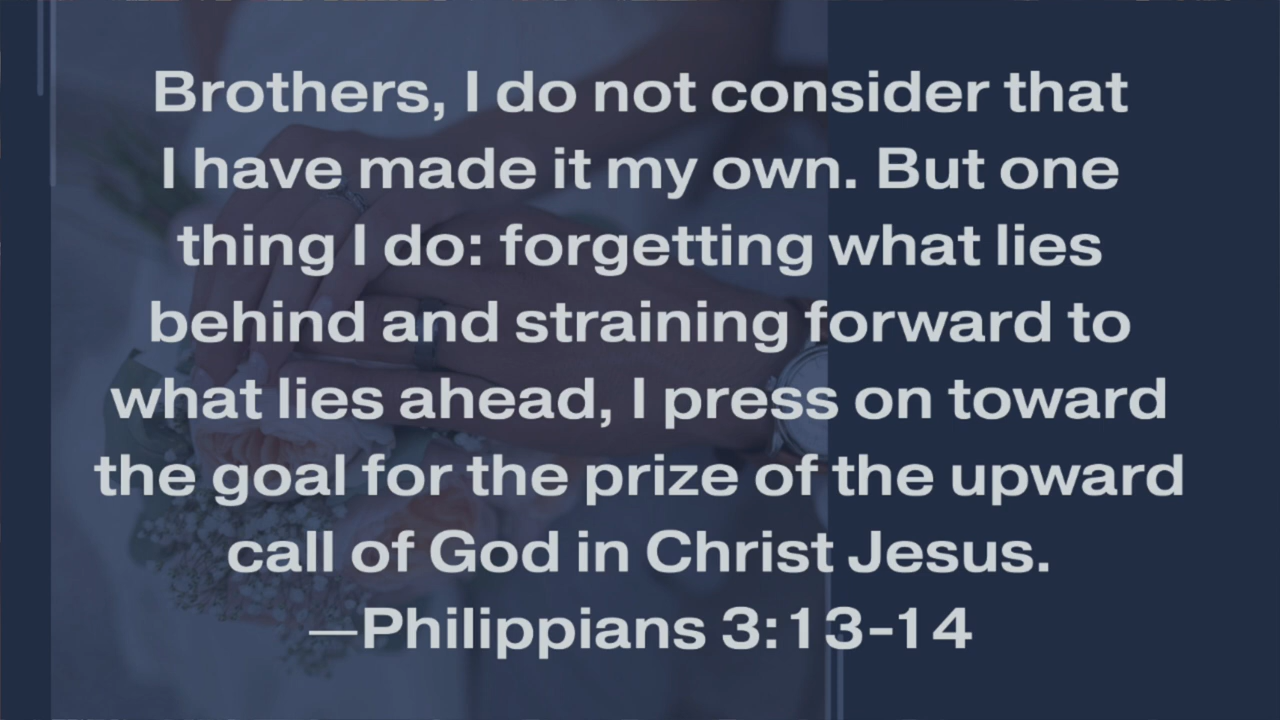 Brothers, I do not consider that
I have made it my own. But one
thing I do: forgetting what lies
behind and straining forward to
what lies ahead, I press on toward
the goal for the prize of the upward
call of God in Christ Jesus.
—Philippians 3:13-14